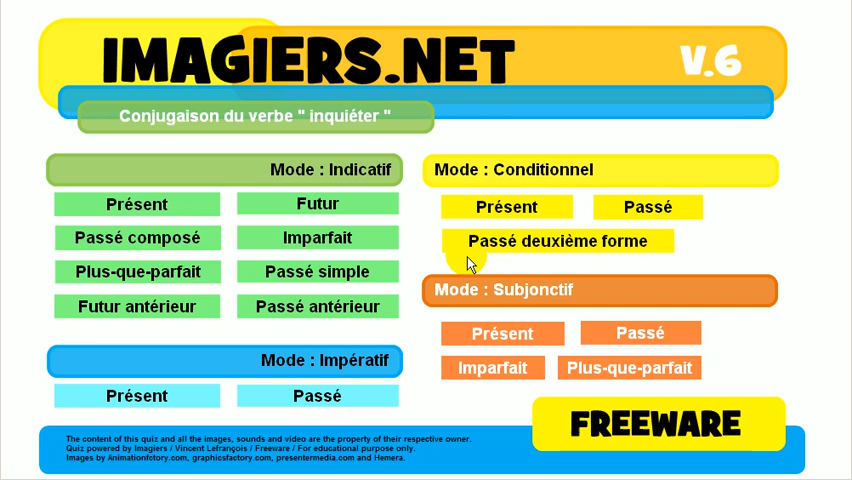 IMAGIERS.NET
V.6
Conjugaison du verbe " inquiéter "
Mode : Indicatif
Présent
Futur
Passé composé
Imparfait
Plus-que-parfait
Passé simple
Futur antérieur
Passé antérieur
Mode : Impératif
Présent
Passé
Mode : Conditionnel
Présent
Passé
Passé deuxième forme
Mode : Subjonctif
Présent
Passé
Imparfait
Plus-que-parfait
FREEWARE
The content of this quiz and all the images, sounds and video are the property of their respective owner.
Quiz powered by Imagiers / Vincent Lefrançois / Freeware / For educational purpose only.
Images by Animationfctory.com, graphicsfactory.com, presentermedia.com and Hemera.